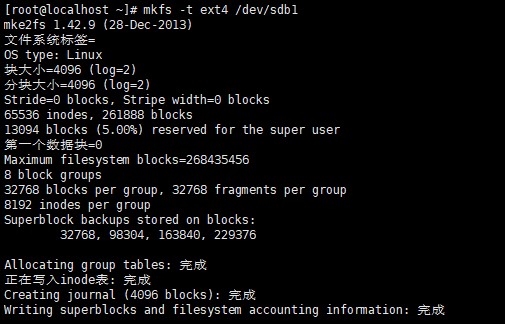 [root@localhost ~]# mkfs -t ext4 /dev/sdb1
mke2fs 1.42.9 (28-Dec-2013)
文件系统标签=
OS type: Linux
块大小=4096 (log=2)
分块大小=4096 (log=2)
Stride=0 blocks, Stripe width=0 blocks
65536 inodes, 261888 blocks
13094 blocks (5.00%) reserved for the super user
第一个数据块=0
Maximum filesystem blocks=268435456
8 block groups
32768 blocks per group, 32768 fragments per group
8192 inodes per group
Superblock backups stored on blocks:
32768, 98304, 163840, 229376
Allocating group tables: 完成
正在写入inode表: 完成
Creating journal (4096 blocks): 完成
Writing superblocks and filesystem accounting information: 完成